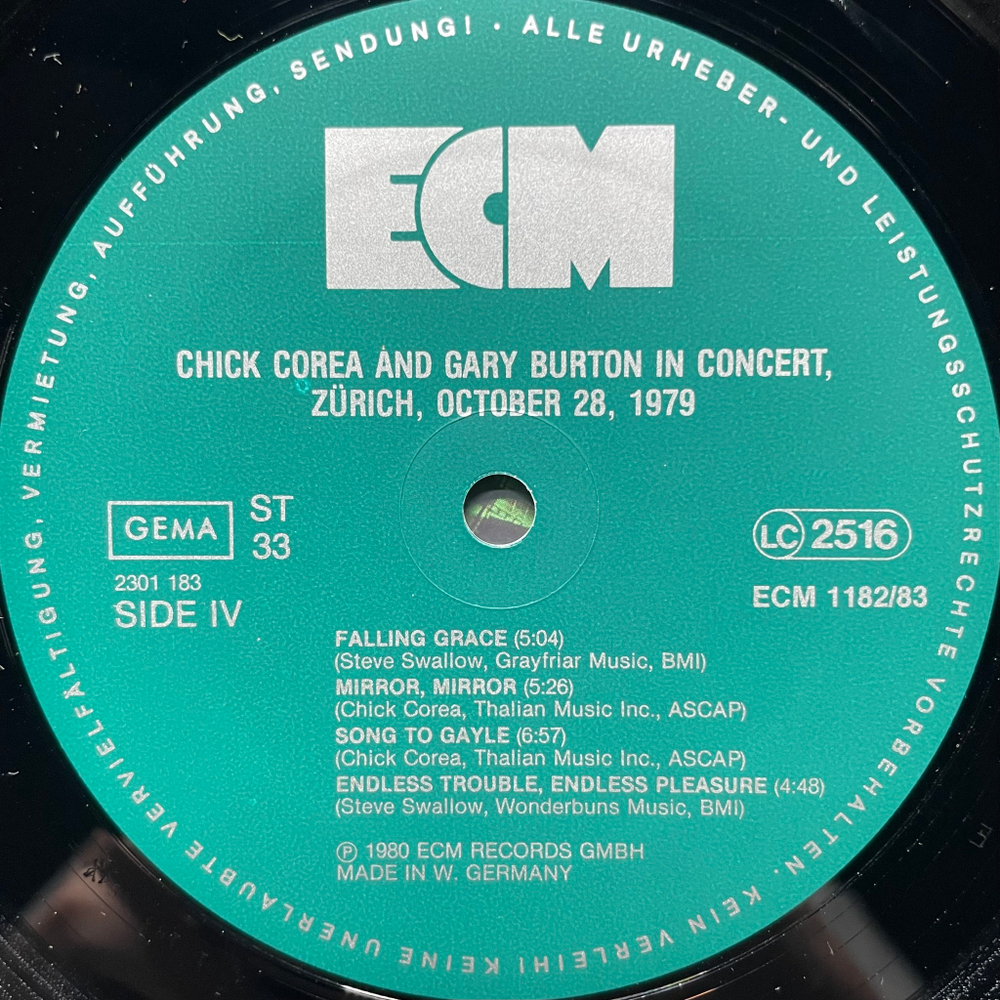 ALLE URHEBER- UND LEISTUNGSSCHUTZRECHTE VORBEHALTEN. KEIN VERLEIH! KEINE UNERLAUBTE VERVIELFÄLTIGUNG, VERMIETUNG, AUFFÜHRUNG, SENDUNG! ·
ECM
CHICK COREA AND GARY BURTON IN CONCERT,
ZÜRICH, OCTOBER 28, 1979
GEMA
ST
33
2301 183
SIDE IV
LC 2516
ECM 1182/83
FALLING GRACE (5:04)
(Steve Swallow, Grayfriar Music, BMI)
MIRROR, MIRROR (5:26)
(Chick Corea, Thalian Music Inc., ASCAP)
SONG TO GAYLE (6:57)
(Chick Corea, Thalian Music Inc., ASCAP)
ENDLESS TROUBLE, ENDLESS PLEASURE (4:48)
(Steve Swallow, Wonderbuns Music, BMI)
Ⓟ 1980 ECM RECORDS GMBH
MADE IN W. GERMANY